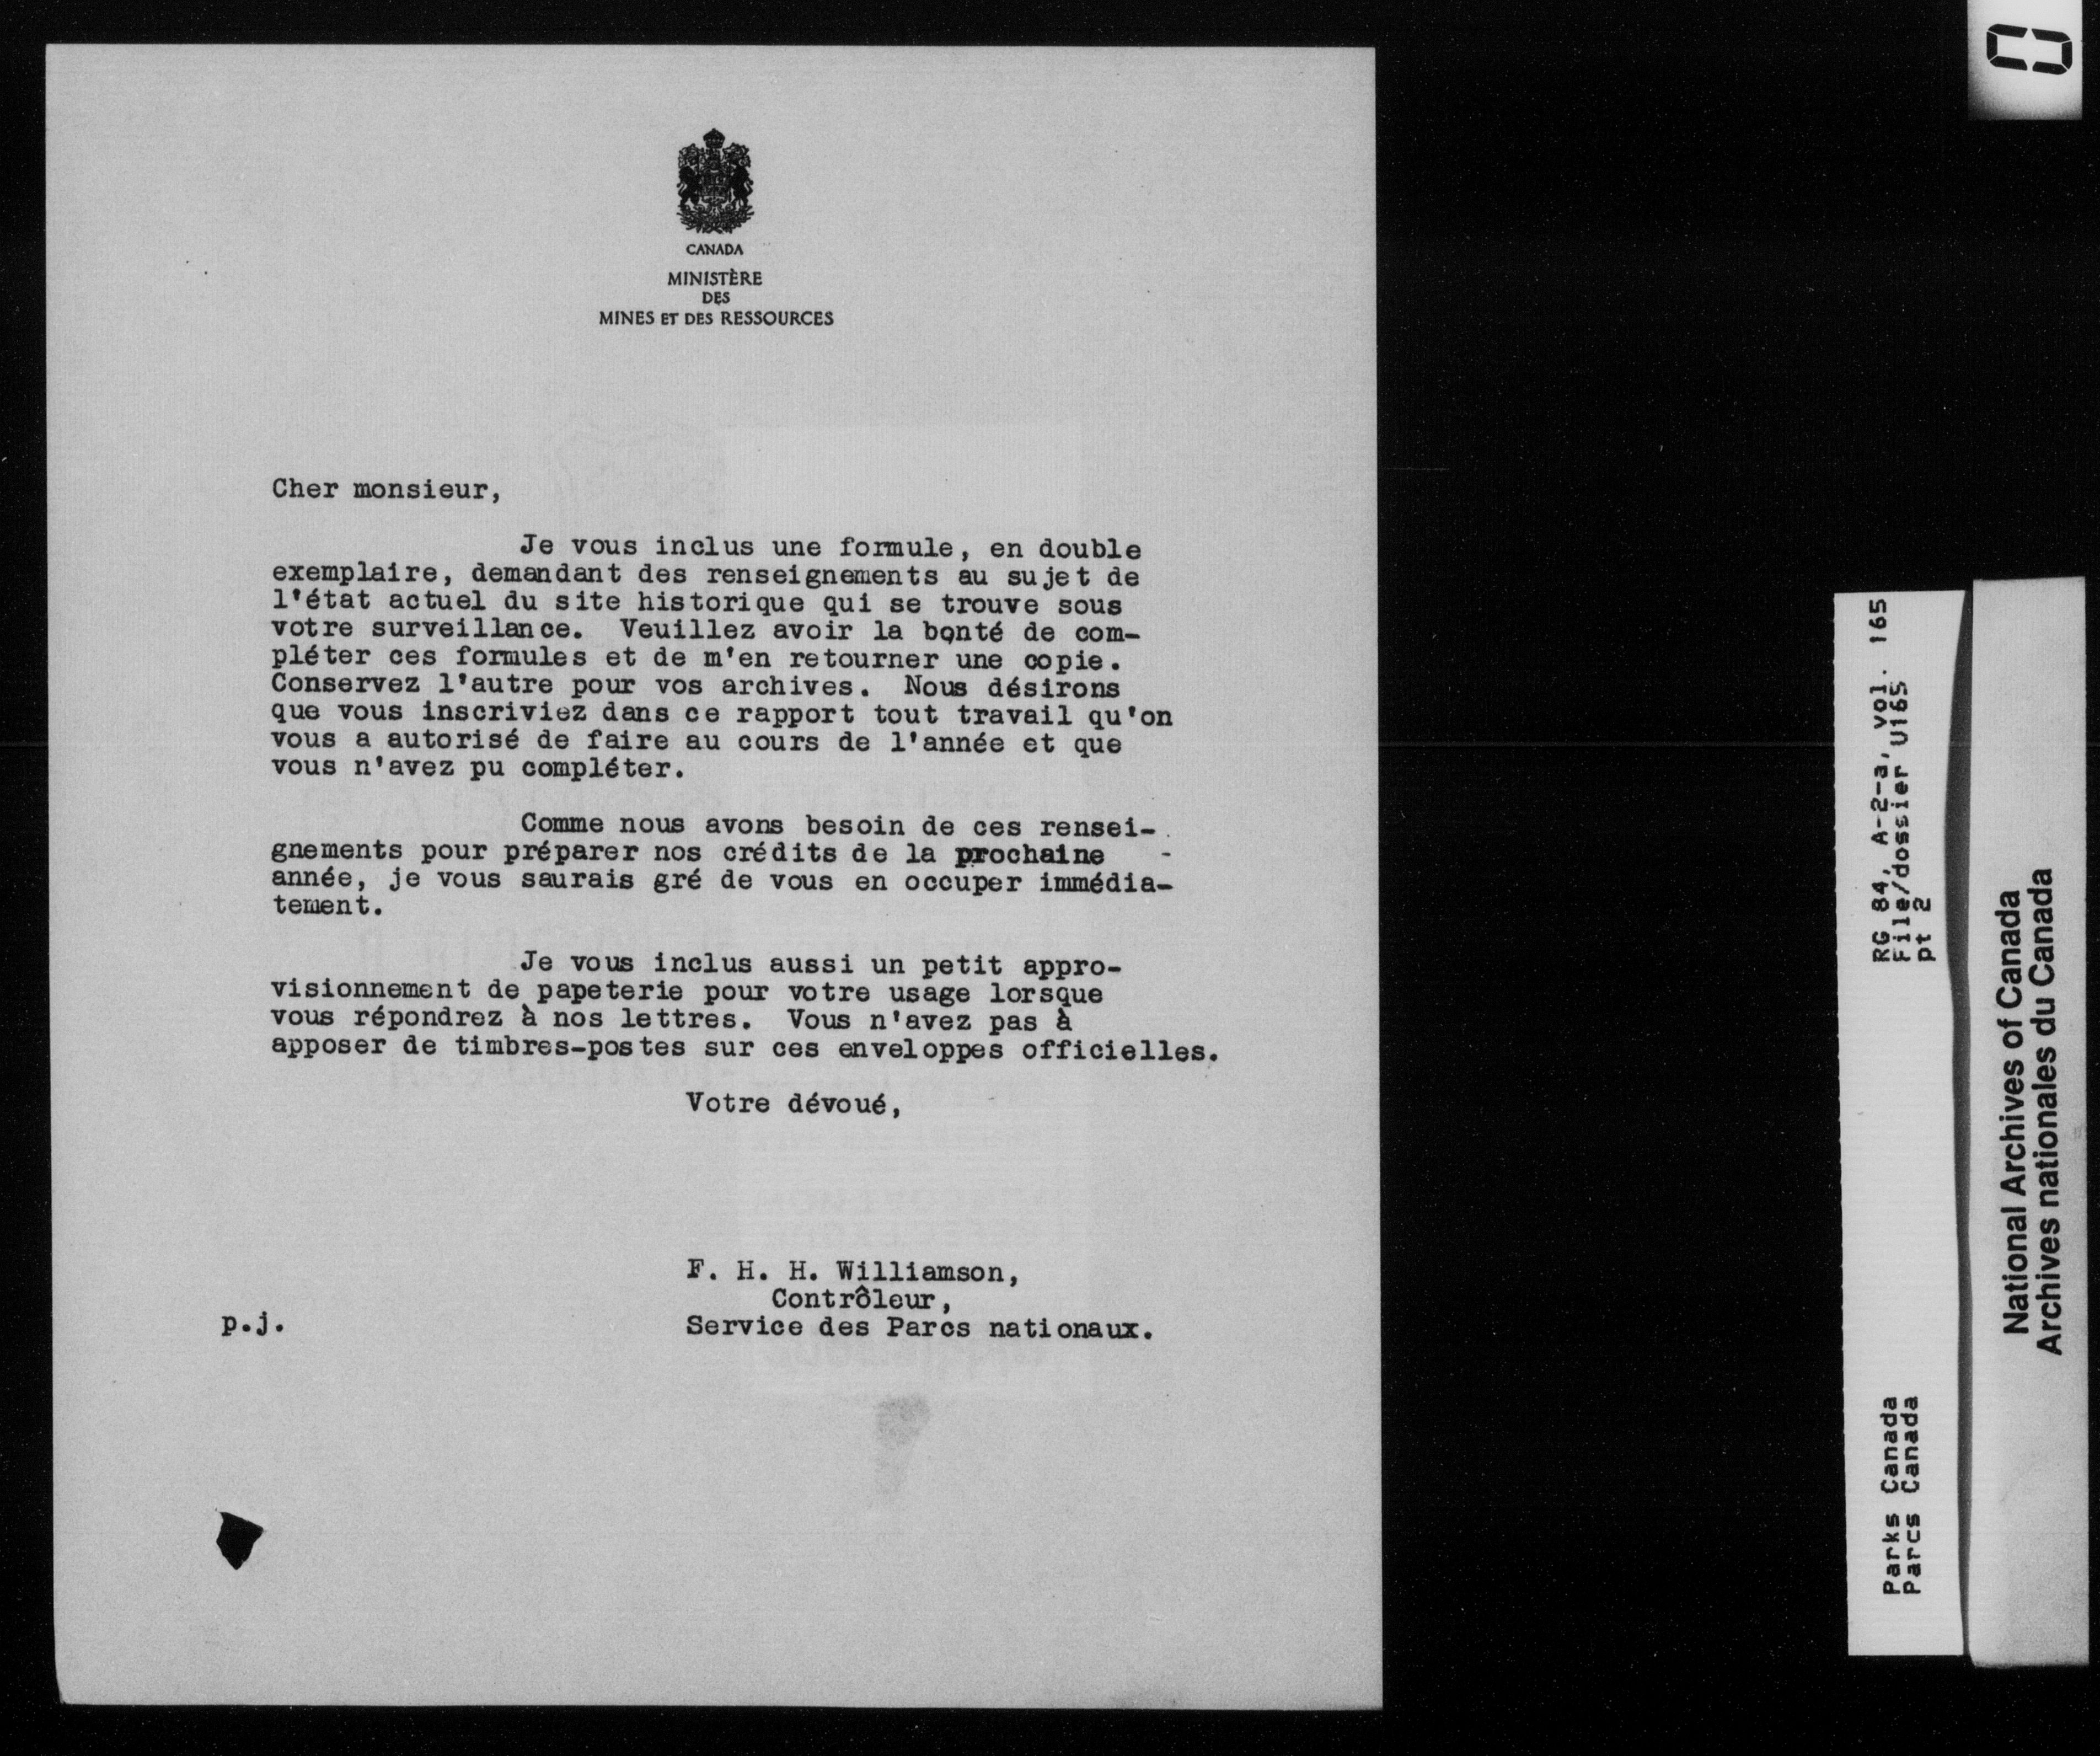 CANADA
MINISTÈRE
DES
MINES ET DES RESSOURCES
Cher monsieur,
Je vous inclus une formule, en double
exemplaire, demandant des renseignements au sujet de
l'état actuel du site historique qui se trouve sous
votre surveillance. Veuillez avoir la bonté de com-
pléter ces formules et de m'en retourner une copie.
Conservez l'autre pour vos archives. Nous désirons
que vous inscriviez dans ce rapport tout travail qu'on
vous a autorisé de faire au cours de l'année et que
vous n'avez pu compléter.
Comme nous avons besoin de ces rensei-
gnements pour préparer nos crédits de la prochaine
année, je vous saurais gré de vous en occuper immédia-
tement.
Je vous inclus aussi un petit appro-
visionnement de papeterie pour votre usage lorsque
vous répondrez à nos lettres. Vous n'avez pas à
apposer de timbres-postes sur ces enveloppes officielles.
Votre dévoué,
F. H. H. Williamson,
Contrôleur,
p.j. Service des Parcs nationaux.
RG 84, A-2-a, vol. 165
File/dossier U165
pt 2
Parks Canada
Parcs Canada
National Archives of Canada
Archives nationales du Canada